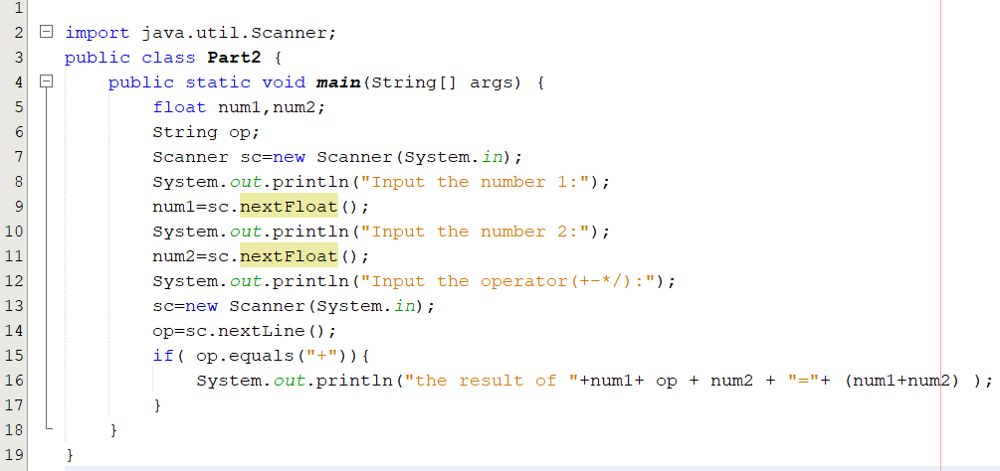 1
2 import java.util.Scanner;
3 public class Part2 {
4 public static void main(String[] args) {
5 float num1,num2;
6 String op;
7 Scanner sc=new Scanner(System.in);
8 System.out.println("Input the number 1:");
9 num1=sc.nextFloat();
10 System.out.println("Input the number 2:");
11 num2=sc.nextFloat();
12 System.out.println("Input the operator(+-*/):");
13 sc=new Scanner(System.in);
14 op=sc.nextLine();
15 if( op.equals("+")){
16 System.out.println("the result of "+num1+ op + num2 + "="+ (num1+num2) );
17 }
18 }
19 }